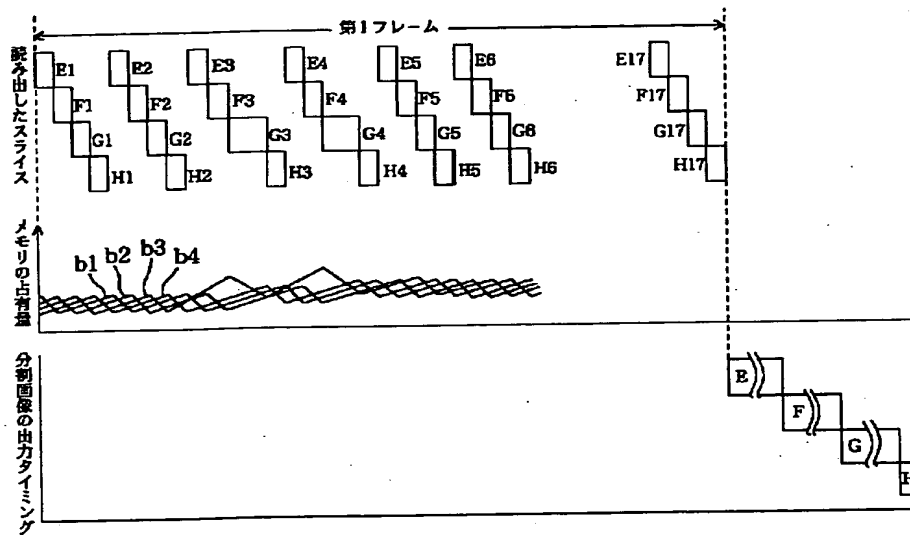 第1フレーム
読み出したスライス
E1 E2 E3 E4 E5 E6 E17
F1 F2 F3 F4 F5 F6 F17
G1 G2 G3 G4 G5 G6 G17
H1 H2 H3 H4 H5 H6 H17
メモリの占有量
b1 b2 b3 b4
分割画像の出力タイミング
E
F
G
H